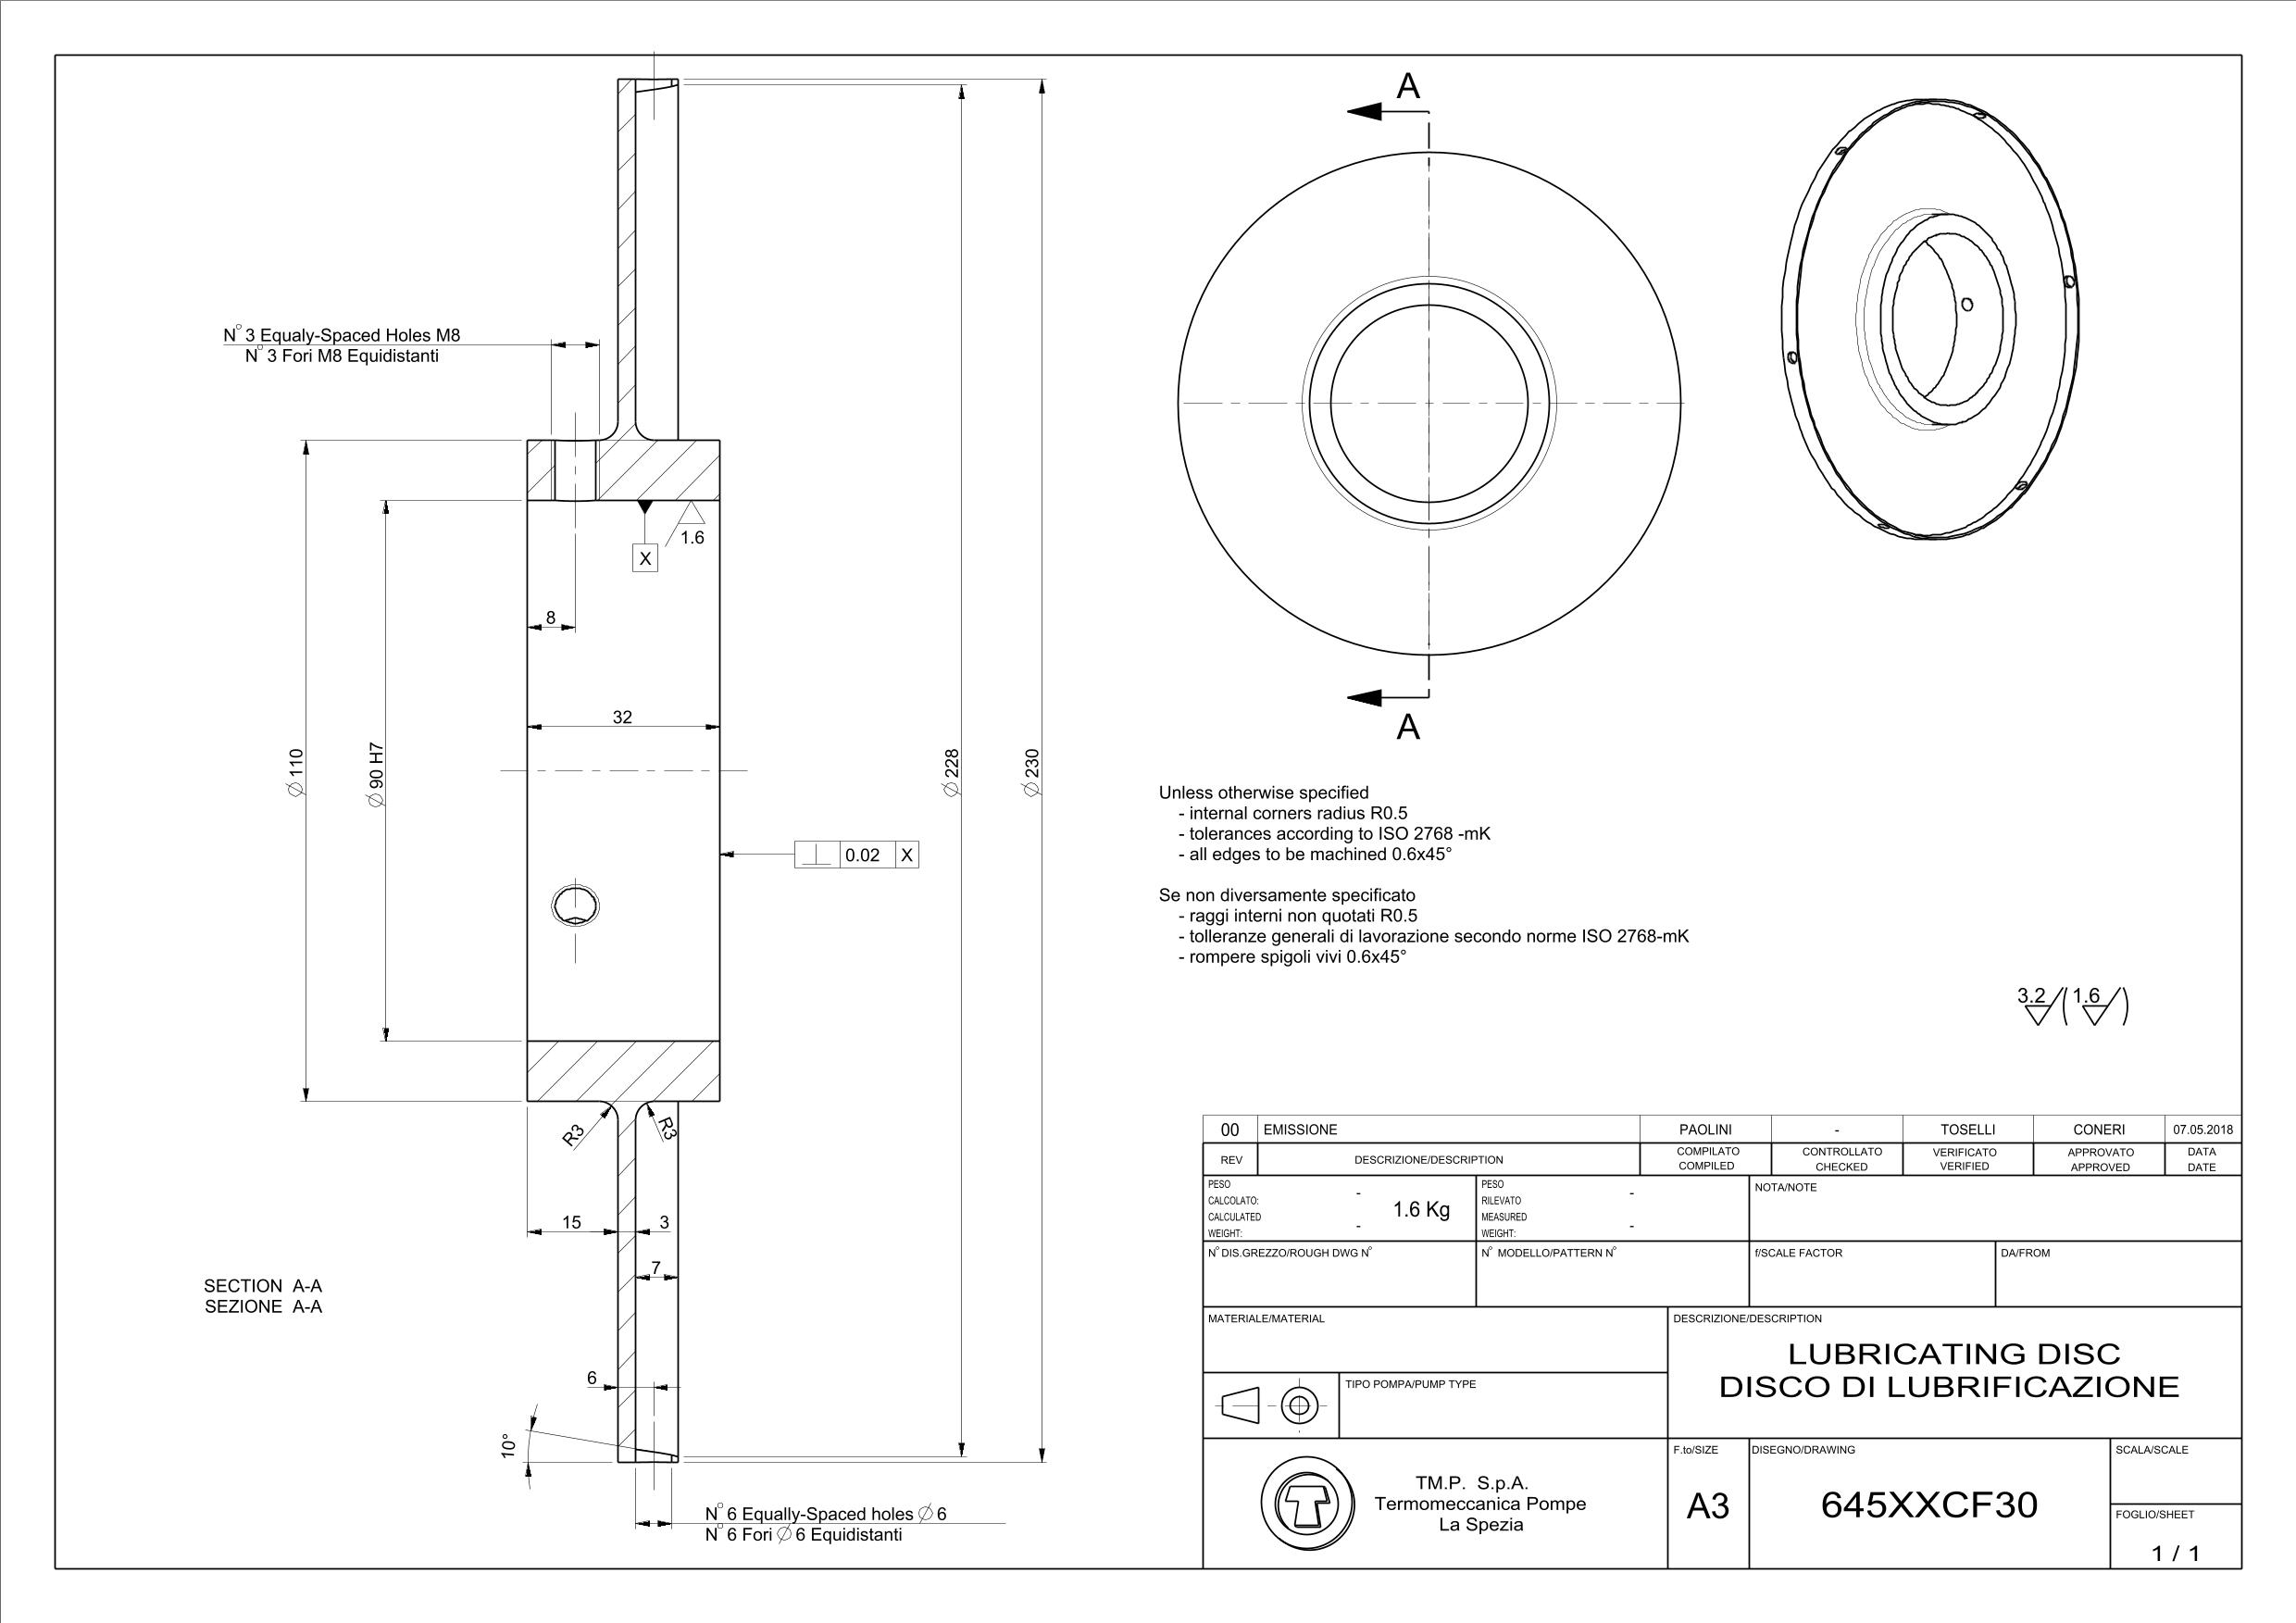 A
N° 3 Equaly-Spaced Holes M8
N° 3 Fori M8 Equidistanti
X
1.6
8
32
∅ 110
∅ 90 H7
∅ 228
∅ 230
⊥ 0.02 X
R3
R3
15
3
7
6
10°
SECTION A-A
SEZIONE A-A
N° 6 Equally-Spaced holes ∅ 6
N° 6 Fori ∅ 6 Equidistanti
A
Unless otherwise specified
- internal corners radius R0.5
- tolerances according to ISO 2768 -mK
- all edges to be machined 0.6x45°
Se non diversamente specificato
- raggi interni non quotati R0.5
- tolleranze generali di lavorazione secondo norme ISO 2768-mK
- rompere spigoli vivi 0.6x45°
3.2 ( 1.6 )
00 EMISSIONE PAOLINI - TOSELLI CONERI 07.05.2018
REV DESCRIZIONE/DESCRIPTION COMPILATO COMPILED CONTROLLATO CHECKED VERIFICATO VERIFIED APPROVATO APPROVED DATA DATE
PESO
CALCOLATO: -
CALCULATED
WEIGHT: -
1.6 Kg
PESO
RILEVATO -
MEASURED
WEIGHT: -
NOTA/NOTE
N° DIS.GREZZO/ROUGH DWG N°
N° MODELLO/PATTERN N°
f/SCALE FACTOR
DA/FROM
MATERIALE/MATERIAL
DESCRIZIONE/DESCRIPTION
LUBRICATING DISC
DISCO DI LUBRIFICAZIONE
TIPO POMPA/PUMP TYPE
TM.P. S.p.A.
Termomeccanica Pompe
La Spezia
F.to/SIZE
A3
DISEGNO/DRAWING
645XXCF30
SCALA/SCALE
FOGLIO/SHEET
1 / 1